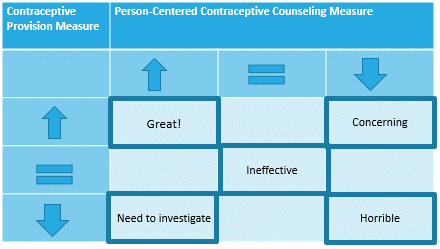 Contraceptive
Provision Measure
Person-Centered Contraceptive Counseling Measure
Great!
Concerning
Ineffective
Need to investigate
Horrible